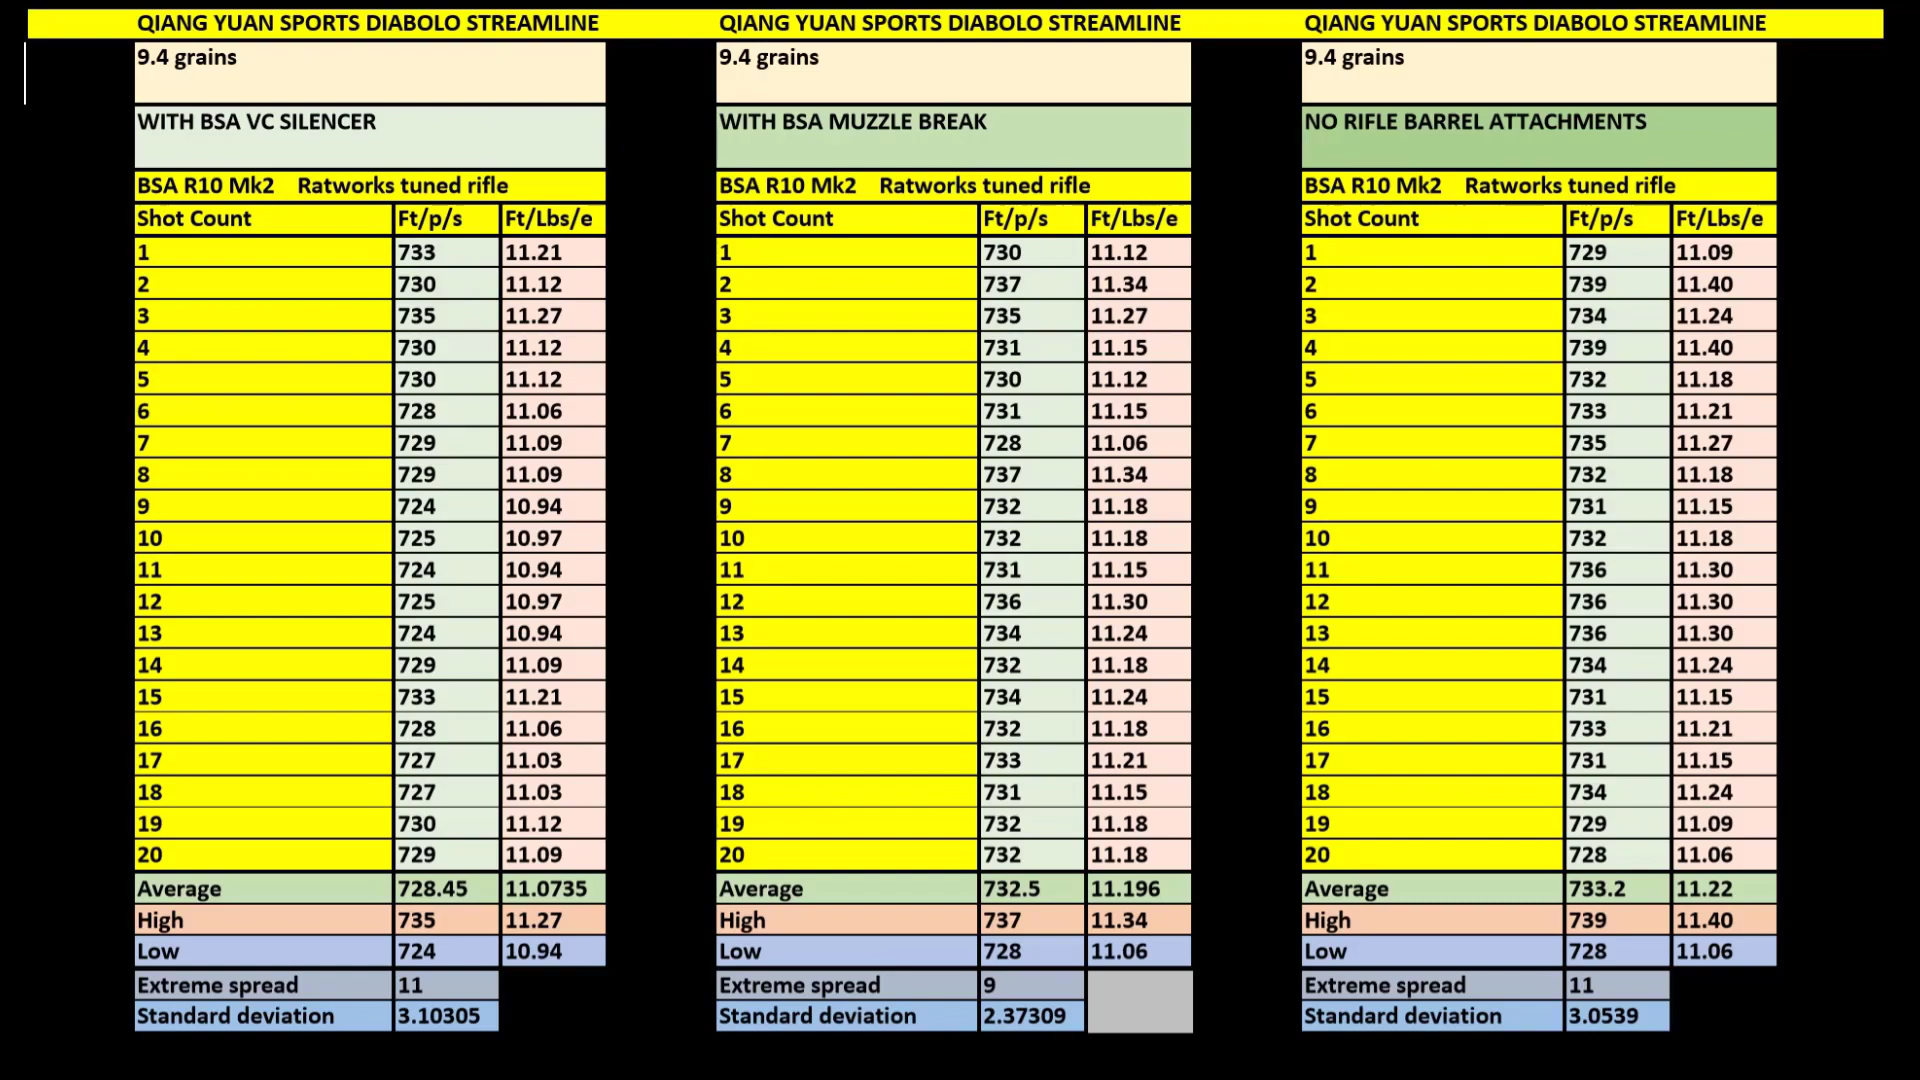 QIANG YUAN SPORTS DIABOLO STREAMLINE QIANG YUAN SPORTS DIABOLO STREAMLINE QIANG YUAN SPORTS DIABOLO STREAMLINE
9.4 grains 9.4 grains 9.4 grains
WITH BSA VC SILENCER WITH BSA MUZZLE BREAK NO RIFLE BARREL ATTACHMENTS
BSA R10 Mk2 Ratworks tuned rifle BSA R10 Mk2 Ratworks tuned rifle BSA R10 Mk2 Ratworks tuned rifle
Shot Count Ft/p/s Ft/Lbs/e Shot Count Ft/p/s Ft/Lbs/e Shot Count Ft/p/s Ft/Lbs/e
1 733 11.21 1 730 11.12 1 729 11.09
2 730 11.12 2 737 11.34 2 739 11.40
3 735 11.27 3 735 11.27 3 734 11.24
4 730 11.12 4 731 11.15 4 739 11.40
5 730 11.12 5 730 11.12 5 732 11.18
6 728 11.06 6 731 11.15 6 733 11.21
7 729 11.09 7 728 11.06 7 735 11.27
8 729 11.09 8 737 11.34 8 732 11.18
9 724 10.94 9 732 11.18 9 731 11.15
10 725 10.97 10 732 11.18 10 732 11.18
11 724 10.94 11 731 11.15 11 736 11.30
12 725 10.97 12 736 11.30 12 736 11.30
13 724 10.94 13 734 11.24 13 736 11.30
14 729 11.09 14 732 11.18 14 734 11.24
15 733 11.21 15 734 11.24 15 731 11.15
16 728 11.06 16 732 11.18 16 733 11.21
17 727 11.03 17 733 11.21 17 731 11.15
18 727 11.03 18 731 11.15 18 734 11.24
19 730 11.12 19 732 11.18 19 729 11.09
20 729 11.09 20 732 11.18 20 728 11.06
Average 728.45 11.0735 Average 732.5 11.196 Average 733.2 11.22
High 735 11.27 High 737 11.34 High 739 11.40
Low 724 10.94 Low 728 11.06 Low 728 11.06
Extreme spread 11 Extreme spread 9 Extreme spread 11
Standard deviation 3.10305 Standard deviation 2.37309 Standard deviation 3.0539